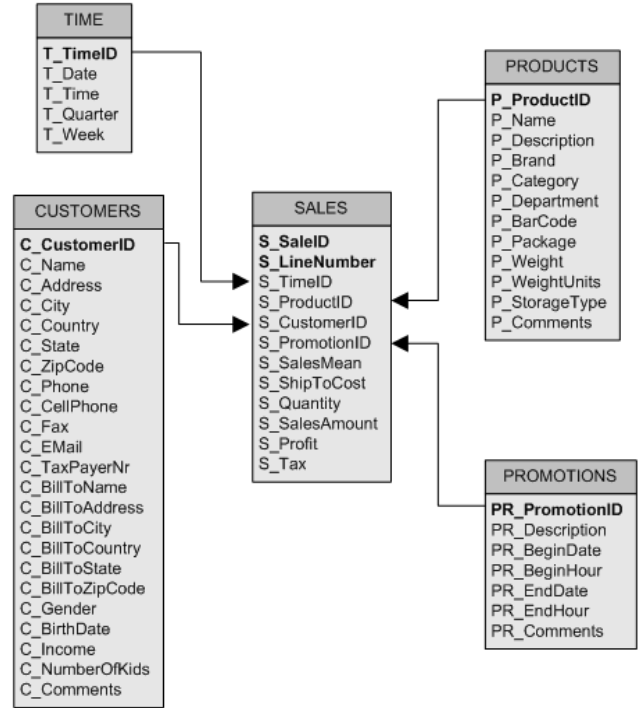 TIME
T_TimeID
T_Date
T_Time
T_Quarter
T_Week
CUSTOMERS
C_CustomerID
C_Name
C_Address
C_City
C_Country
C_State
C_ZipCode
C_Phone
C_CellPhone
C_Fax
C_EMail
C_TaxPayerNr
C_BillToName
C_BillToAddress
C_BillToCity
C_BillToCountry
C_BillToState
C_BillToZipCode
C_Gender
C_BirthDate
C_Income
C_NumberOfKids
C_Comments
SALES
S_SaleID
S_LineNumber
S_TimeID
S_ProductID
S_CustomerID
S_PromotionID
S_SalesMean
S_ShipToCost
S_Quantity
S_SalesAmount
S_Profit
S_Tax
PRODUCTS
P_ProductID
P_Name
P_Description
P_Brand
P_Category
P_Department
P_BarCode
P_Package
P_Weight
P_WeightUnits
P_StorageType
P_Comments
PROMOTIONS
PR_PromotionID
PR_Description
PR_BeginDate
PR_BeginHour
PR_EndDate
PR_EndHour
PR_Comments